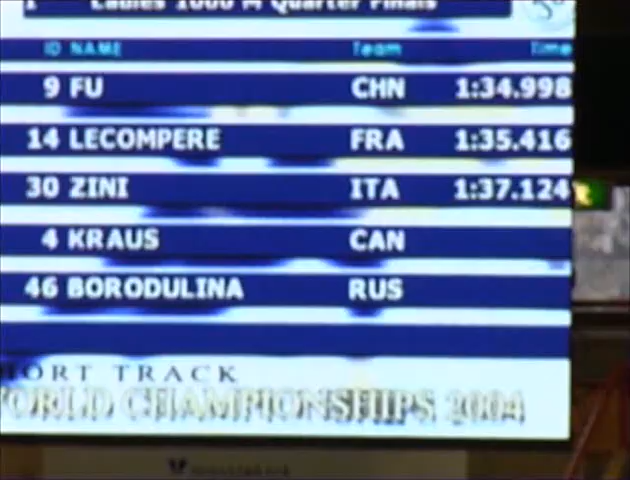 Ladies 1000 M Quarter Finals
ID NAME Team Time
9 FU CHN 1:34.998
14 LECOMPERE FRA 1:35.416
30 ZINI ITA 1:37.124
4 KRAUS CAN
46 BORODULINA RUS
HORT TRACK
WORLD CHAMPIONSHIPS 2004